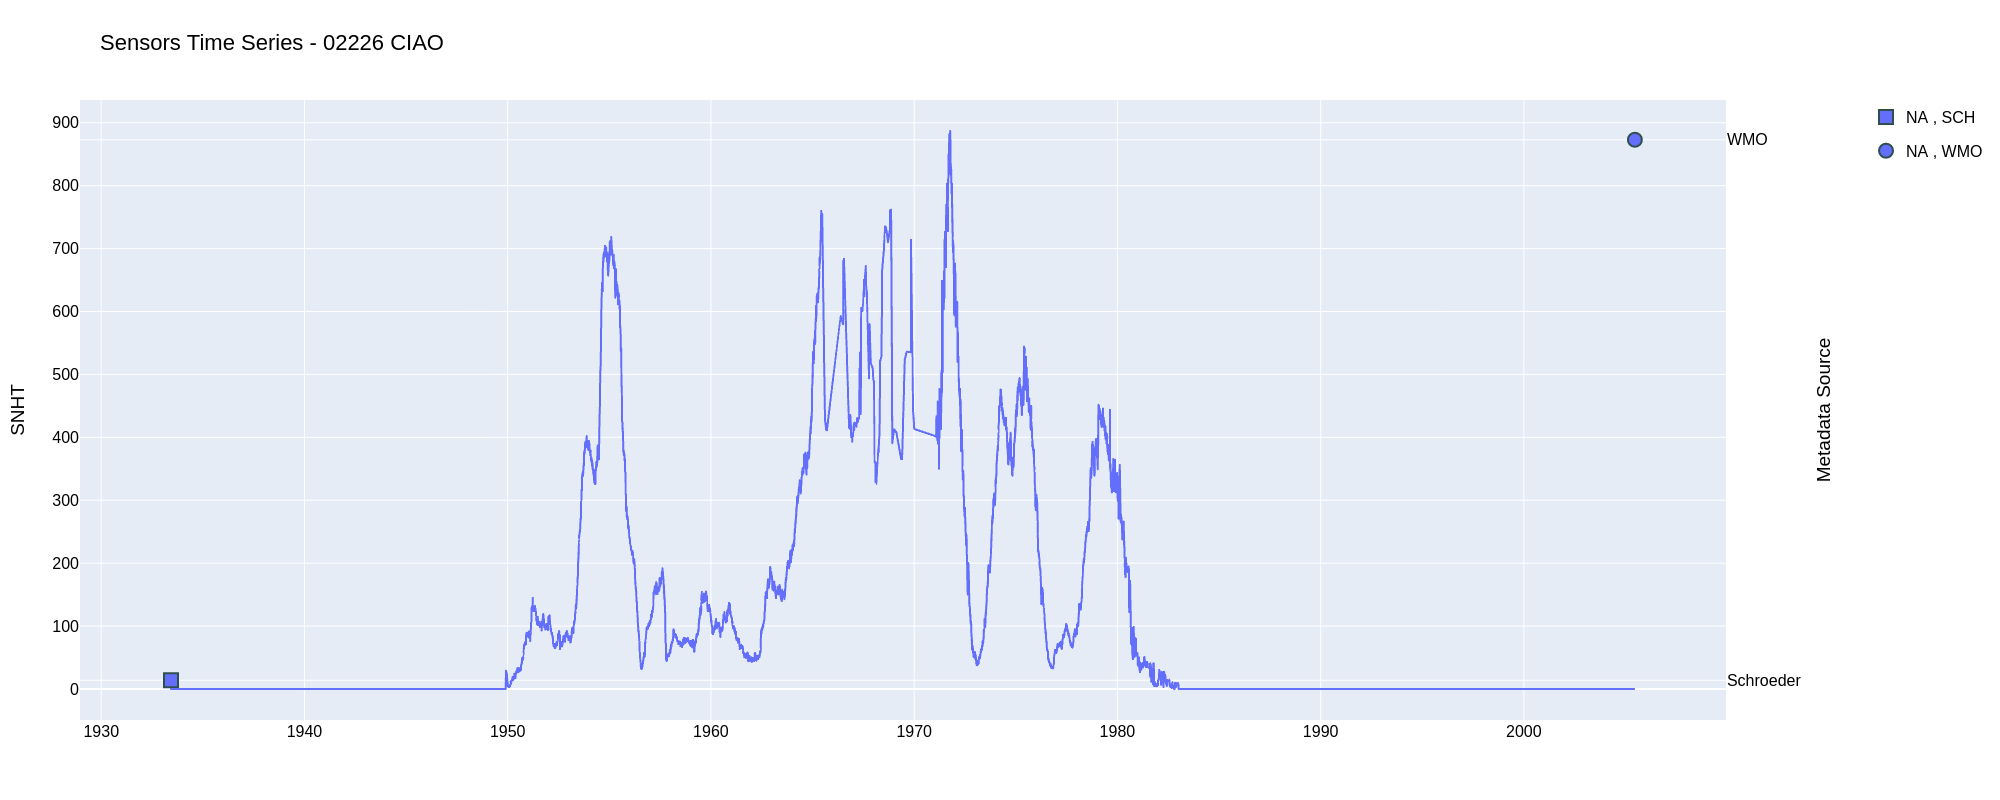 Sensors Time Series - 02226 CIAO
900
800
700
600
500
400
300
200
100
0
SNHT
1930 1940 1950 1960 1970 1980 1990 2000
WMO
Schroeder
Metadata Source
NA , SCH
NA , WMO